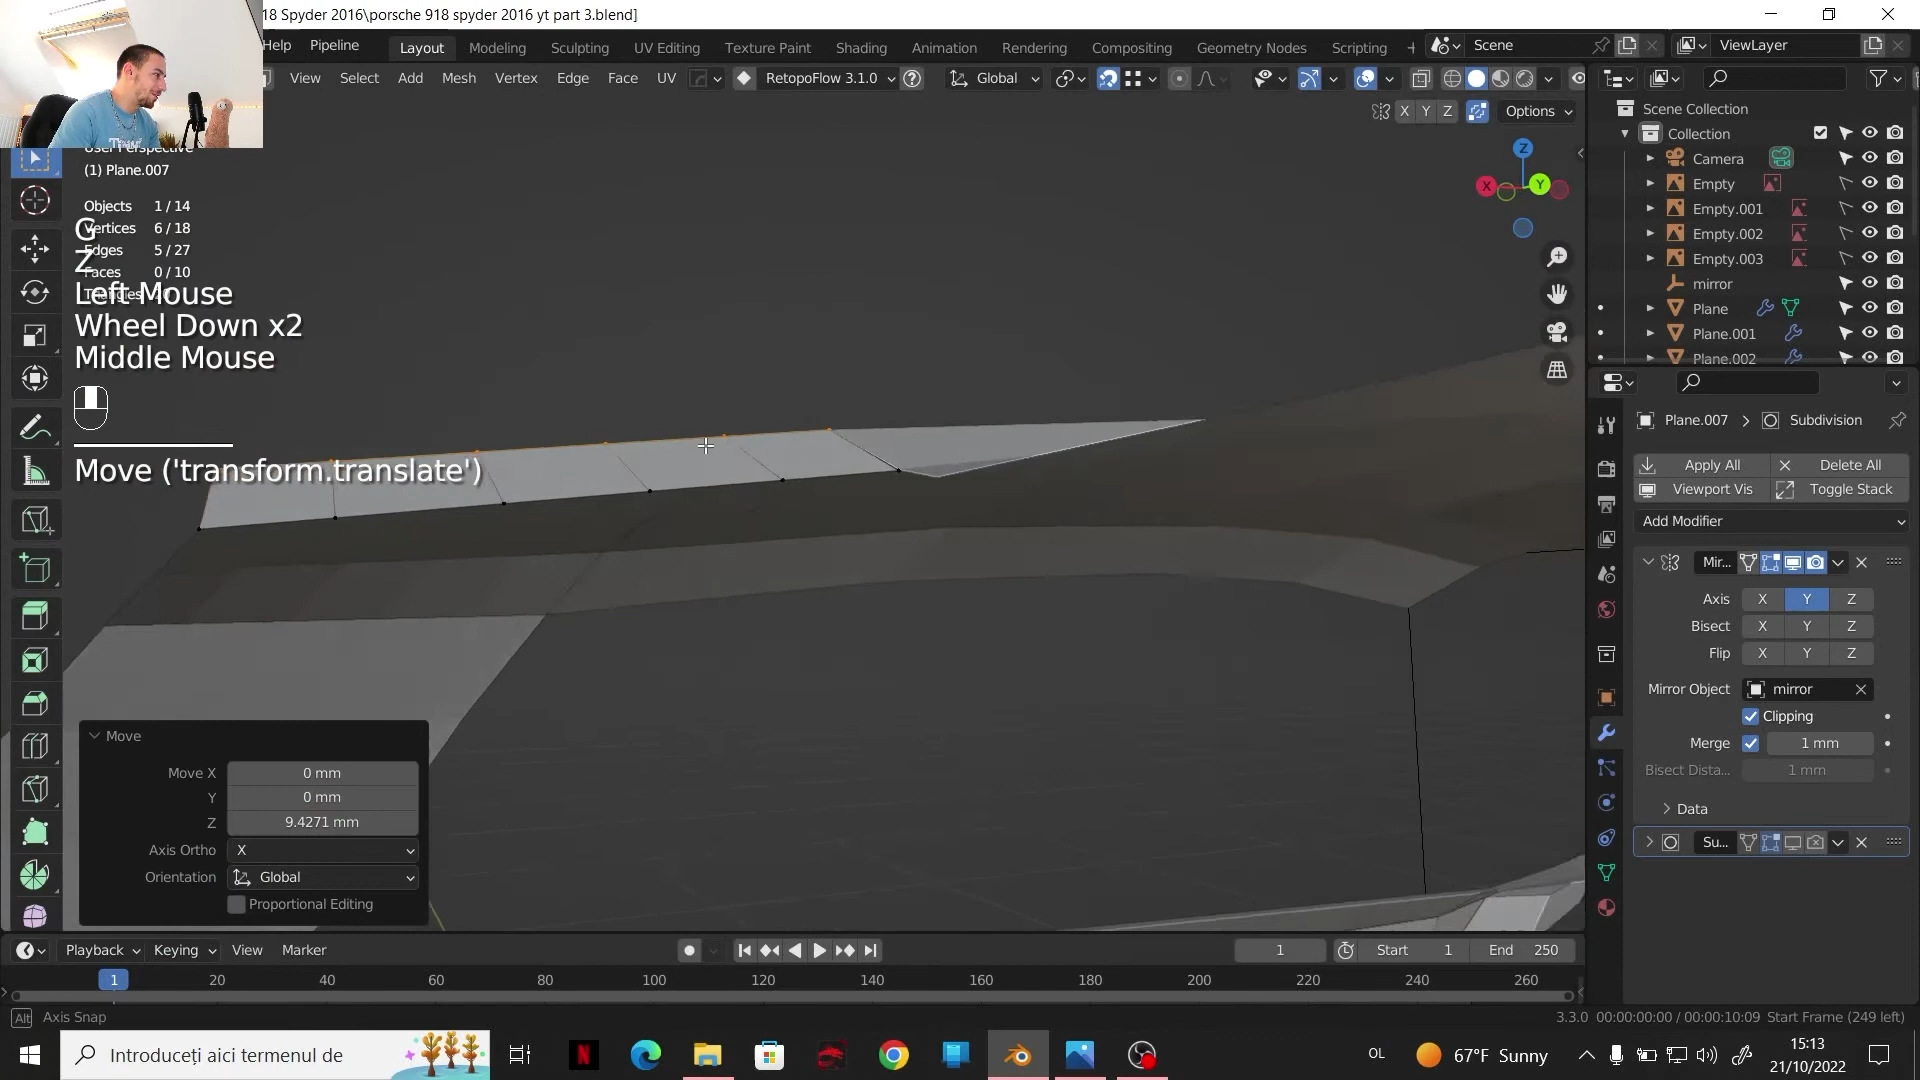 18 Spyder 2016\porsche 918 spyder 2016 yt part 3.blend]
Help Pipeline Layout Modeling Sculpting UV Editing Texture Paint Shading Animation Rendering Compositing Geometry Nodes Scripting + Scene ViewLayer
View Select Add Mesh Vertex Edge Face UV RetopoFlow 3.1.0 Global
X Y Z Options
User Perspective
(1) Plane.007
Objects 1 / 14
Vertices 6 / 18
Edges 5 / 27
Faces 0 / 10
Triangles
G
Z
Left Mouse
Wheel Down x2
Middle Mouse
Move ('transform.translate')
Z
X
Y
Move
Move X 0 mm
Y 0 mm
Z 9.4271 mm
Axis Ortho X
Orientation Global
Proportional Editing
Scene Collection
Collection
Camera
Empty
Empty.001
Empty.002
Empty.003
mirror
Plane
Plane.001
Plane.002
Plane.007 > Subdivision
Apply All Delete All
Viewport Vis Toggle Stack
Add Modifier
Mir...
Axis X Y Z
Bisect X Y Z
Flip X Y Z
Mirror Object mirror
Clipping
Merge 1 mm
Bisect Dista... 1 mm
Data
Su...
Playback Keying View Marker 1 Start 1 End 250
1 20 40 60 80 100 120 140 160 180 200 220 240 260
Alt Axis Snap 3.3.0 00:00:00:00 / 00:00:10:09 Start Frame (249 left)
Introduceți aici termenul de
N
OL
67°F Sunny
15:13
21/10/2022